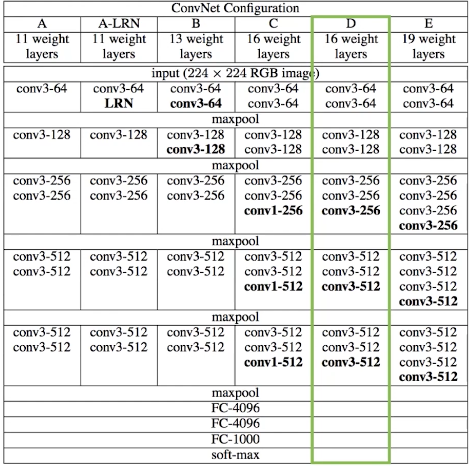 ConvNet Configuration
A A-LRN B C D E
11 weight 11 weight 13 weight 16 weight 16 weight 19 weight
layers layers layers layers layers layers
input (224 × 224 RGB image)
conv3-64 conv3-64 conv3-64 conv3-64 conv3-64 conv3-64
LRN conv3-64 conv3-64 conv3-64 conv3-64
maxpool
conv3-128 conv3-128 conv3-128 conv3-128 conv3-128 conv3-128
conv3-128 conv3-128 conv3-128 conv3-128
maxpool
conv3-256 conv3-256 conv3-256 conv3-256 conv3-256 conv3-256
conv3-256 conv3-256 conv3-256 conv3-256 conv3-256 conv3-256
conv1-256 conv3-256 conv3-256
conv3-256
maxpool
conv3-512 conv3-512 conv3-512 conv3-512 conv3-512 conv3-512
conv3-512 conv3-512 conv3-512 conv3-512 conv3-512 conv3-512
conv1-512 conv3-512 conv3-512
conv3-512
maxpool
conv3-512 conv3-512 conv3-512 conv3-512 conv3-512 conv3-512
conv3-512 conv3-512 conv3-512 conv3-512 conv3-512 conv3-512
conv1-512 conv3-512 conv3-512
conv3-512
maxpool
FC-4096
FC-4096
FC-1000
soft-max